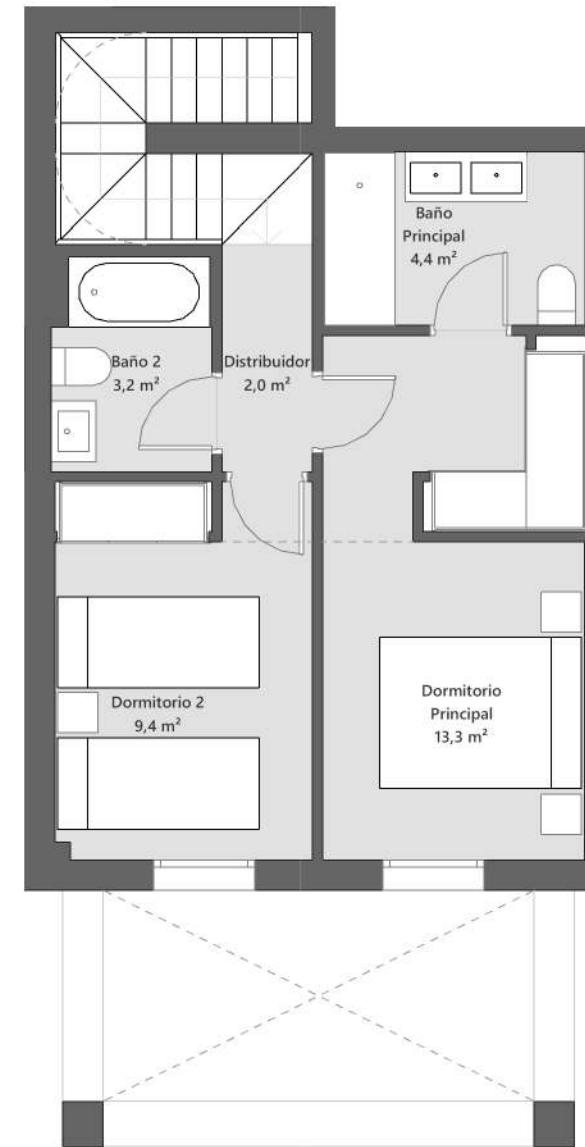 Baño
Principal
4,4 m²
Baño 2
3,2 m²
Distribuidor
2,0 m²
Dormitorio 2
9,4 m²
Dormitorio
Principal
13,3 m²